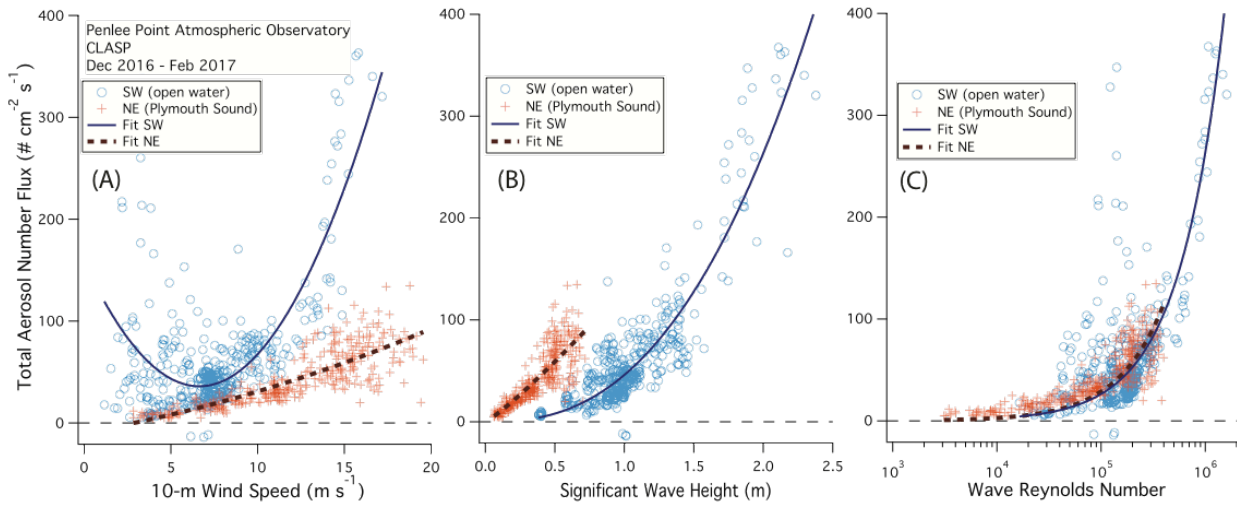 Total Aerosol Number Flux (# cm⁻² s⁻¹)
400
300
200
100
0
Penlee Point Atmospheric Observatory
CLASP
Dec 2016 - Feb 2017
SW (open water)
NE (Plymouth Sound)
Fit SW
Fit NE
(A)
0 5 10 15 20
10-m Wind Speed (m s⁻¹)
400
200
0
SW (open water)
NE (Plymouth Sound)
Fit SW
Fit NE
(B)
0.0 0.5 1.0 1.5 2.0 2.5
Significant Wave Height (m)
400
300
200
100
0
SW (open water)
NE (Plymouth Sound)
Fit SW
Fit NE
(C)
10³ 10⁴ 10⁵ 10⁶
Wave Reynolds Number